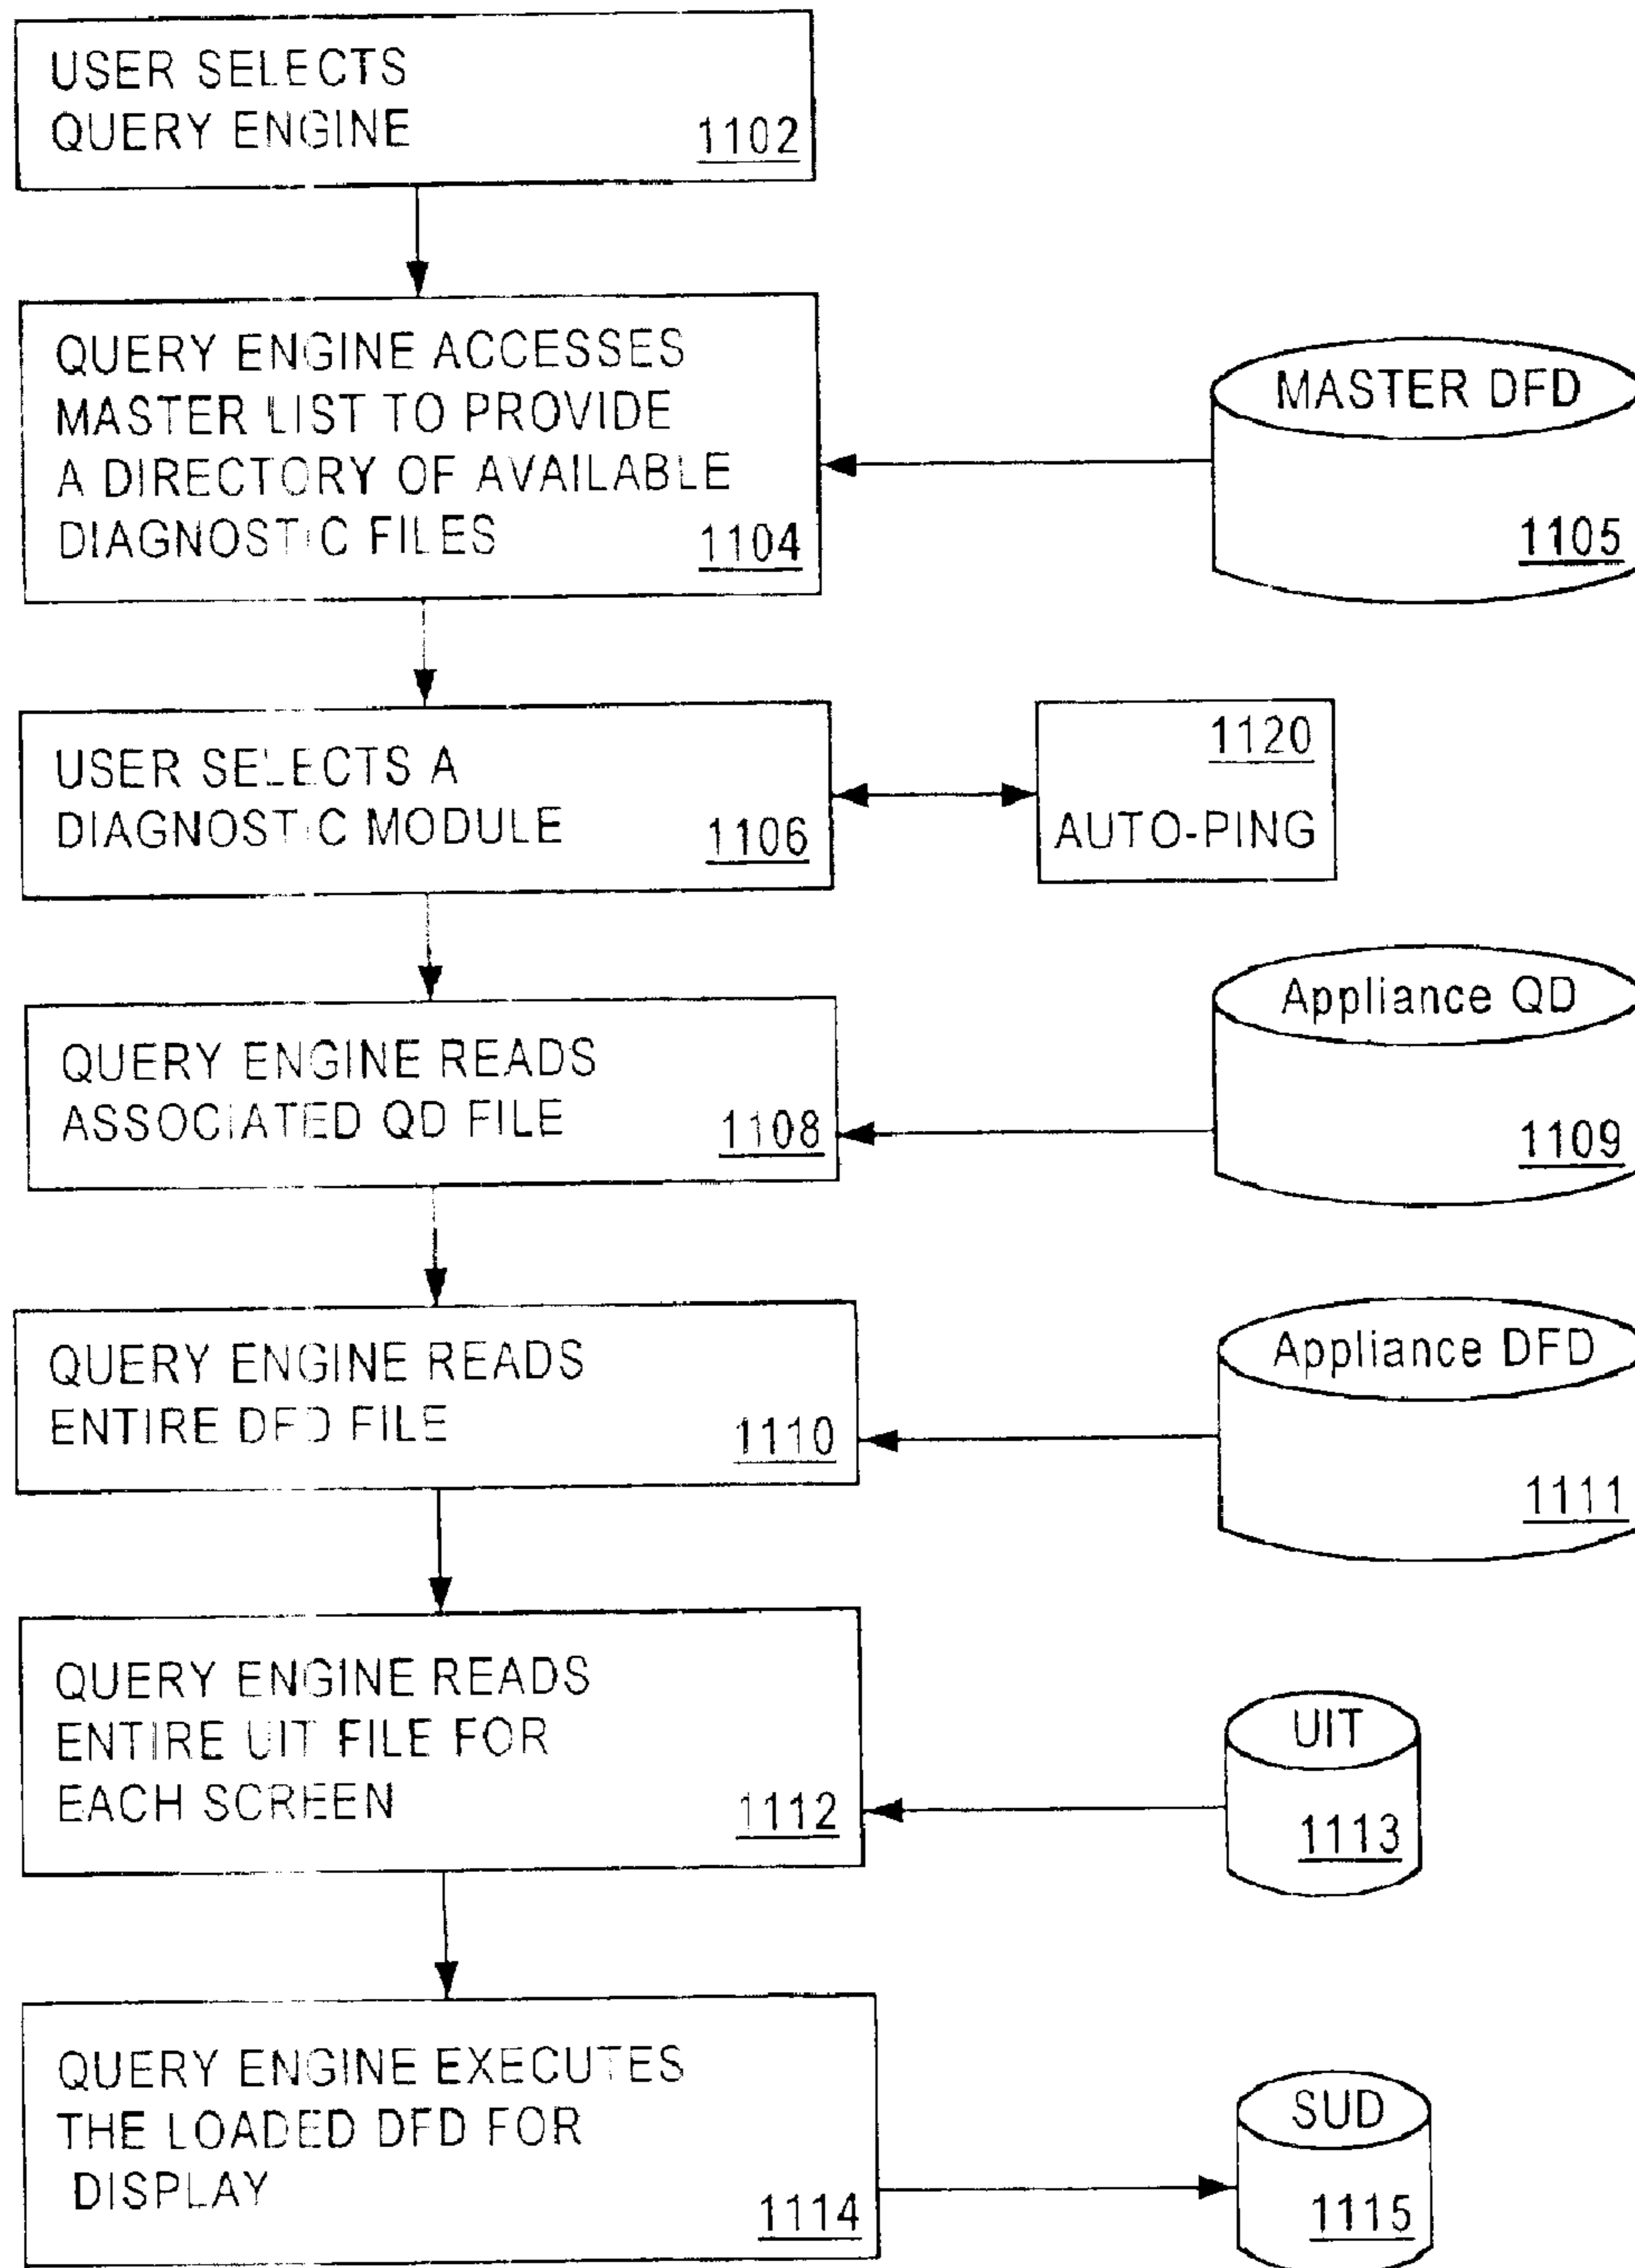 USER SELECTS
QUERY ENGINE
1102
QUERY ENGINE ACCESSES
MASTER LIST TO PROVIDE
A DIRECTORY OF AVAILABLE
DIAGNOSTIC FILES
1104
MASTER DFD
1105
USER SELECTS A
DIAGNOSTIC MODULE
1106
1120
AUTO-PING
QUERY ENGINE READS
ASSOCIATED QD FILE
1108
Appliance QD
1109
QUERY ENGINE READS
ENTIRE DFD FILE
1110
Appliance DFD
1111
QUERY ENGINE READS
ENTIRE UIT FILE FOR
EACH SCREEN
1112
UIT
1113
QUERY ENGINE EXECUTES
THE LOADED DFD FOR
DISPLAY
1114
SUD
1115